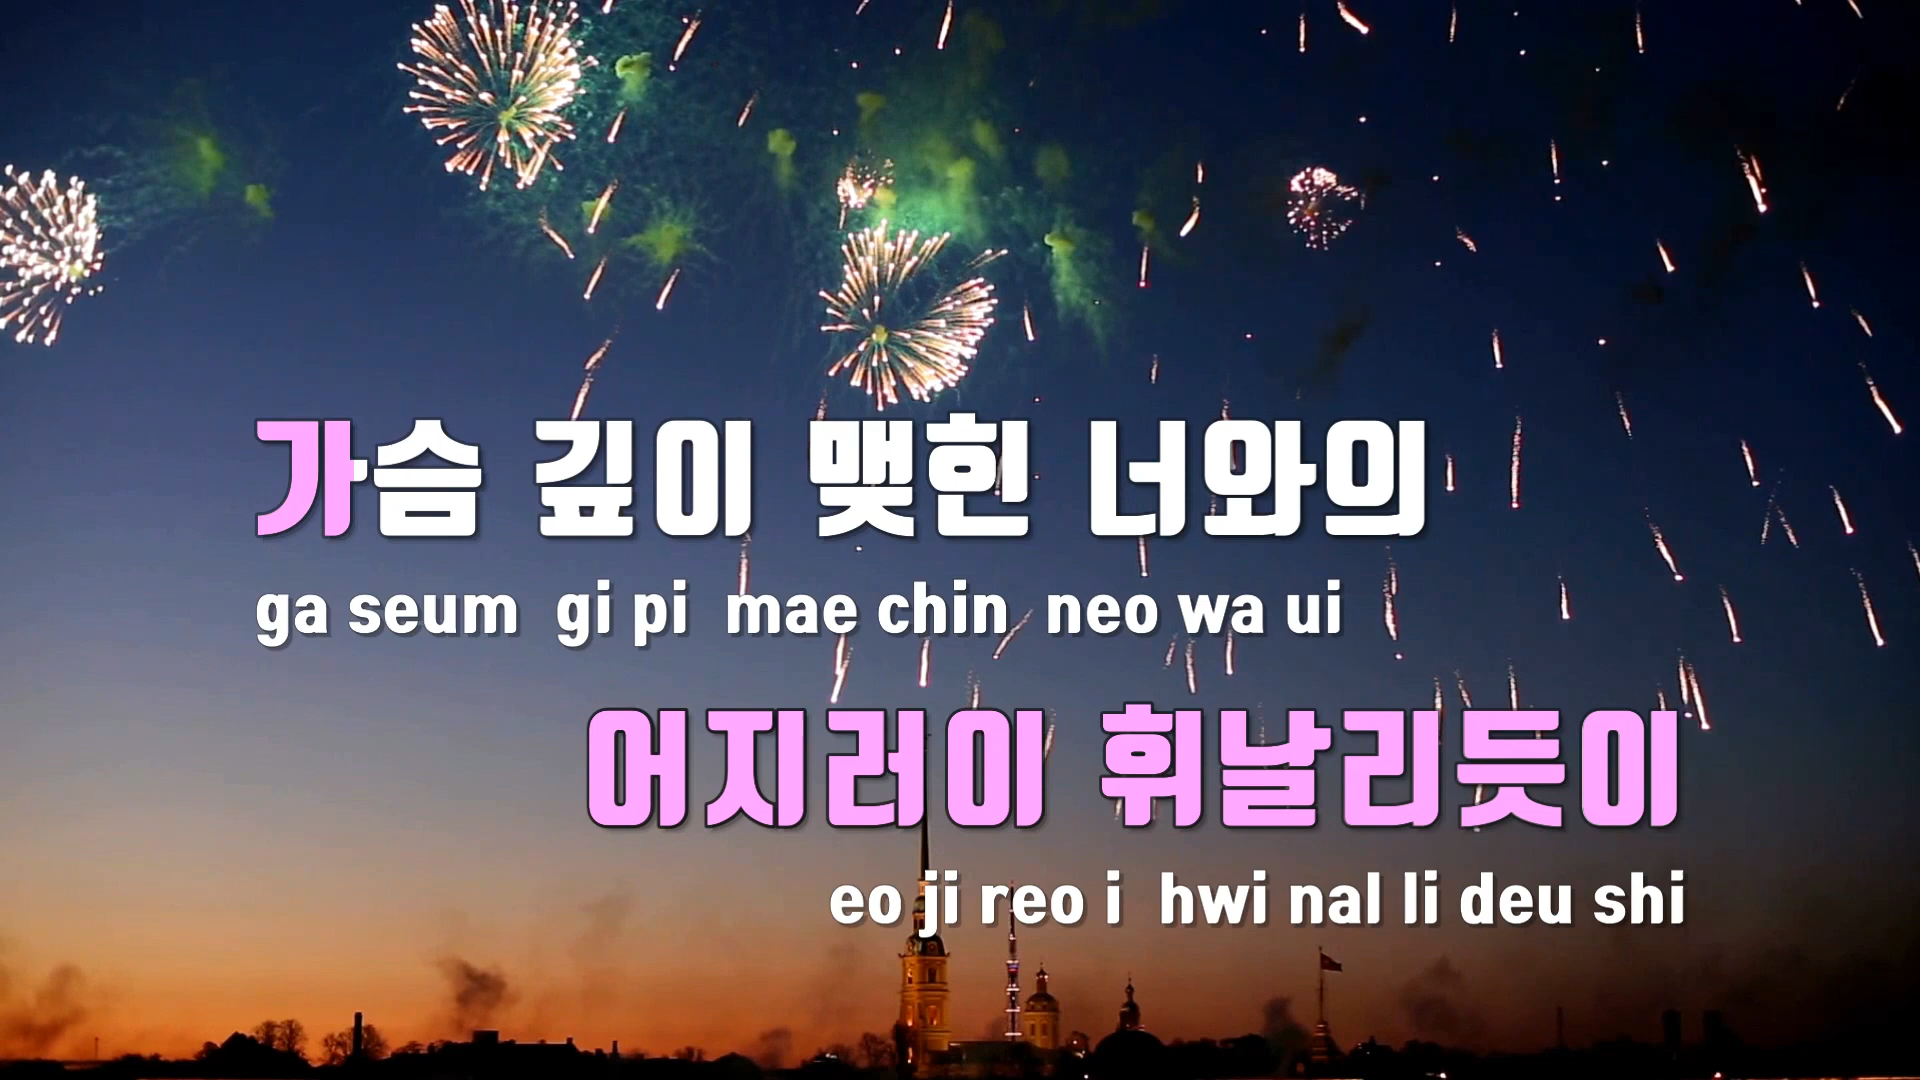 가슴 깊이 맺힌 너와의
ga seum gi pi mae chin neo wa ui
어지러이 휘날리듯이
eo ji reo i hwi nal li deu shi